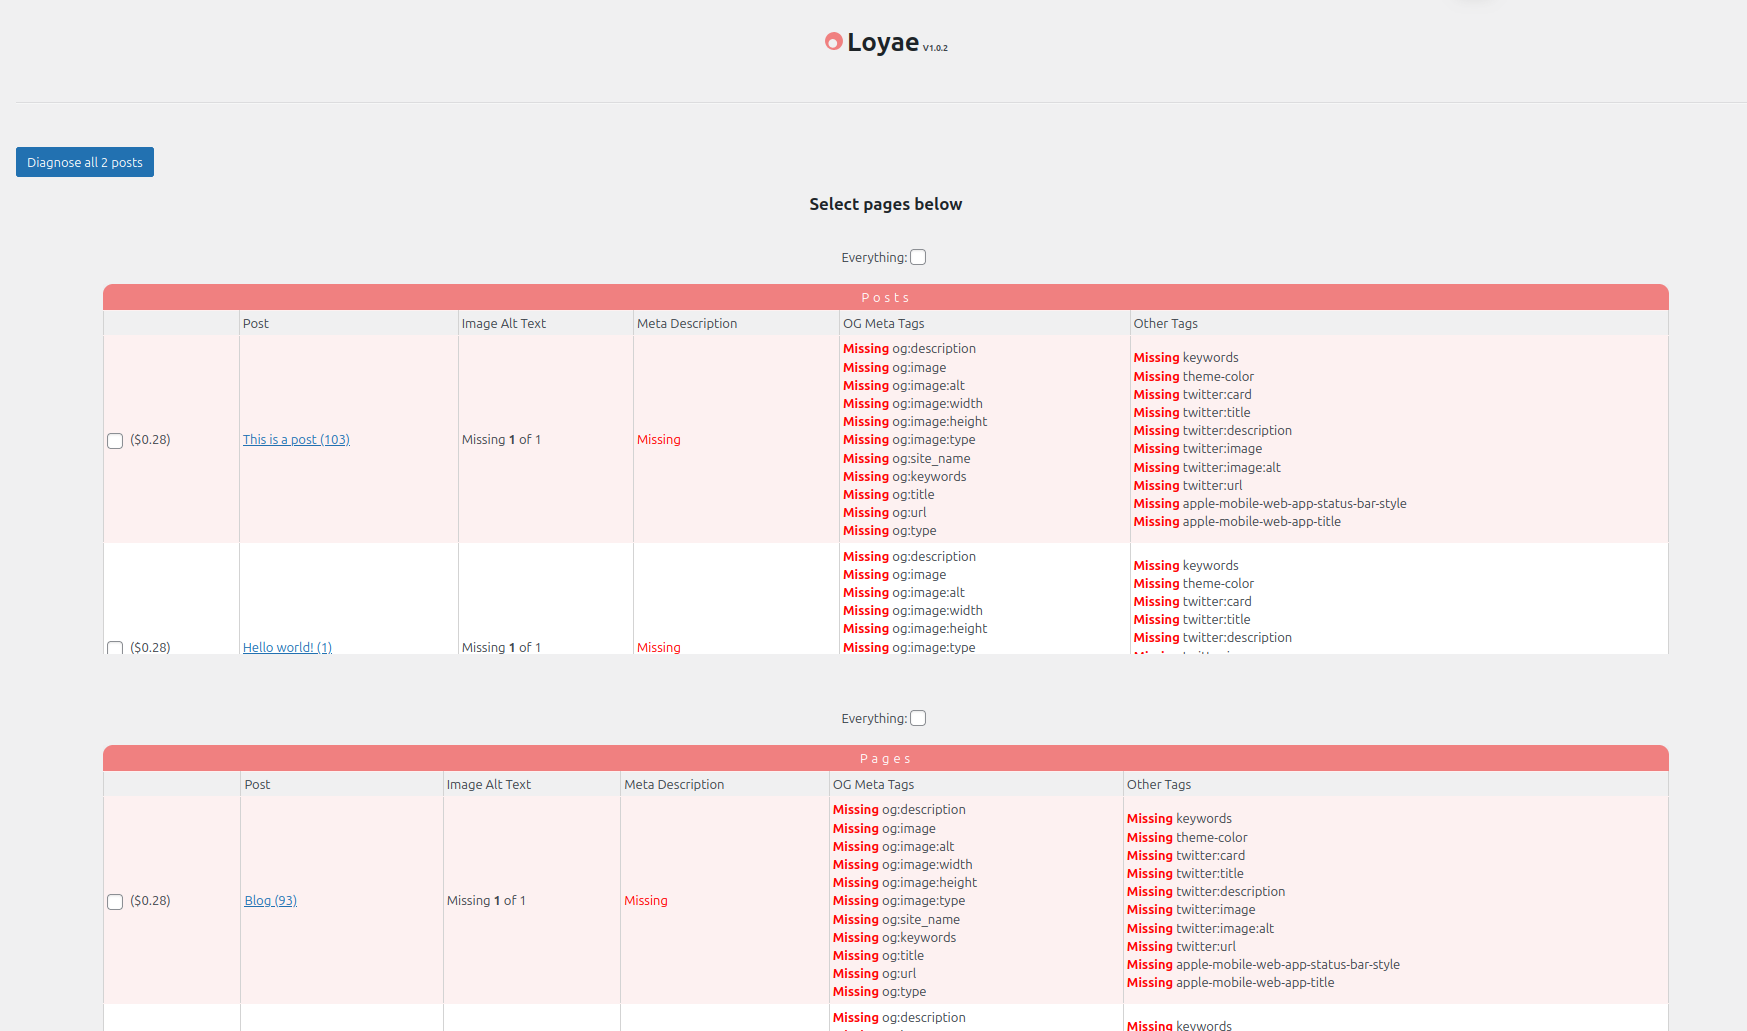 Loyae V1.0.2
Diagnose all 2 posts
Select pages below
Everything:
Posts
Post Image Alt Text Meta Description OG Meta Tags Other Tags
($0.28) This is a post (103) Missing 1 of 1 Missing
Missing og:description
Missing og:image
Missing og:image:alt
Missing og:image:width
Missing og:image:height
Missing og:image:type
Missing og:site_name
Missing og:keywords
Missing og:title
Missing og:url
Missing og:type
Missing keywords
Missing theme-color
Missing twitter:card
Missing twitter:title
Missing twitter:description
Missing twitter:image
Missing twitter:image:alt
Missing twitter:url
Missing apple-mobile-web-app-status-bar-style
Missing apple-mobile-web-app-title
($0.28) Hello world! (1) Missing 1 of 1 Missing
Missing og:description
Missing og:image
Missing og:image:alt
Missing og:image:width
Missing og:image:height
Missing og:image:type
Missing keywords
Missing theme-color
Missing twitter:card
Missing twitter:title
Missing twitter:description
Everything:
Pages
Post Image Alt Text Meta Description OG Meta Tags Other Tags
($0.28) Blog (93) Missing 1 of 1 Missing
Missing og:description
Missing og:image
Missing og:image:alt
Missing og:image:width
Missing og:image:height
Missing og:image:type
Missing og:site_name
Missing og:keywords
Missing og:title
Missing og:url
Missing og:type
Missing keywords
Missing theme-color
Missing twitter:card
Missing twitter:title
Missing twitter:description
Missing twitter:image
Missing twitter:image:alt
Missing twitter:url
Missing apple-mobile-web-app-status-bar-style
Missing apple-mobile-web-app-title
Missing og:description
Missing keywords